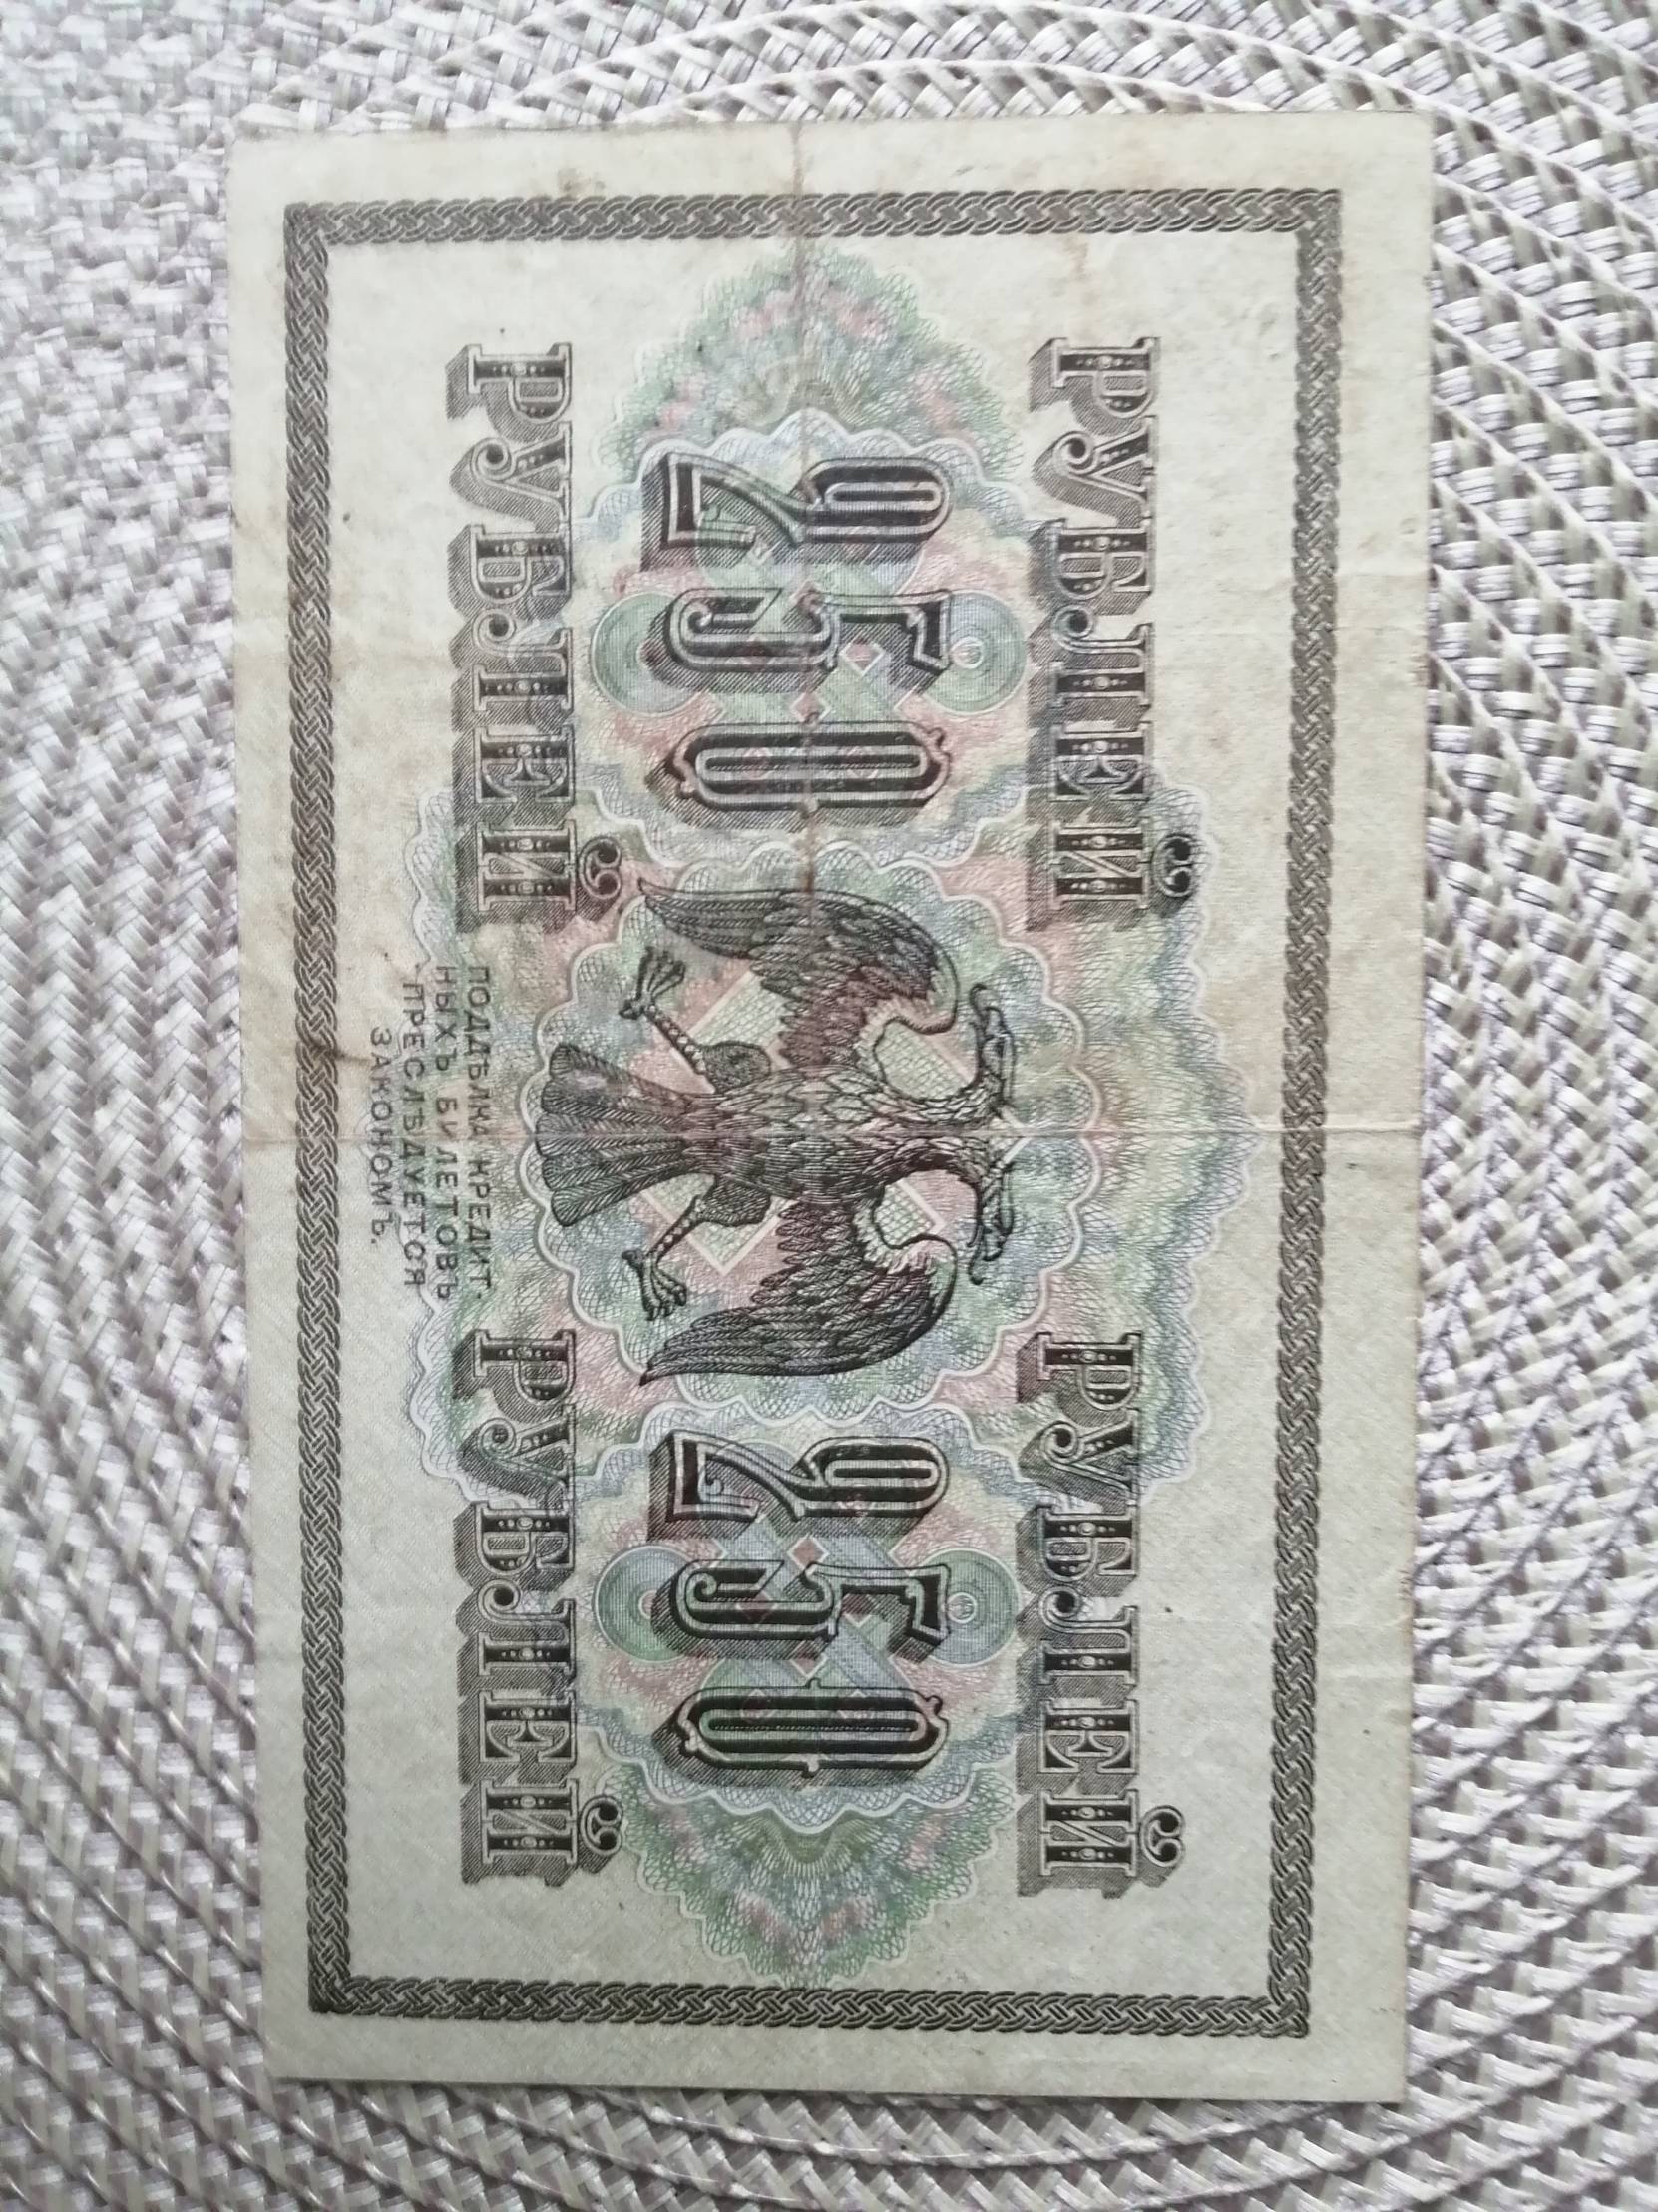 РУБЛЕЙ РУБЛЕЙ
250 250
РУБЛЕЙ РУБЛЕЙ
ПОДДѢЛКА КРЕДИТ-
НЫХЪ БИЛЕТОВЪ
ПРЕСЛѢДУЕТСЯ
ЗАКОНОМЪ.